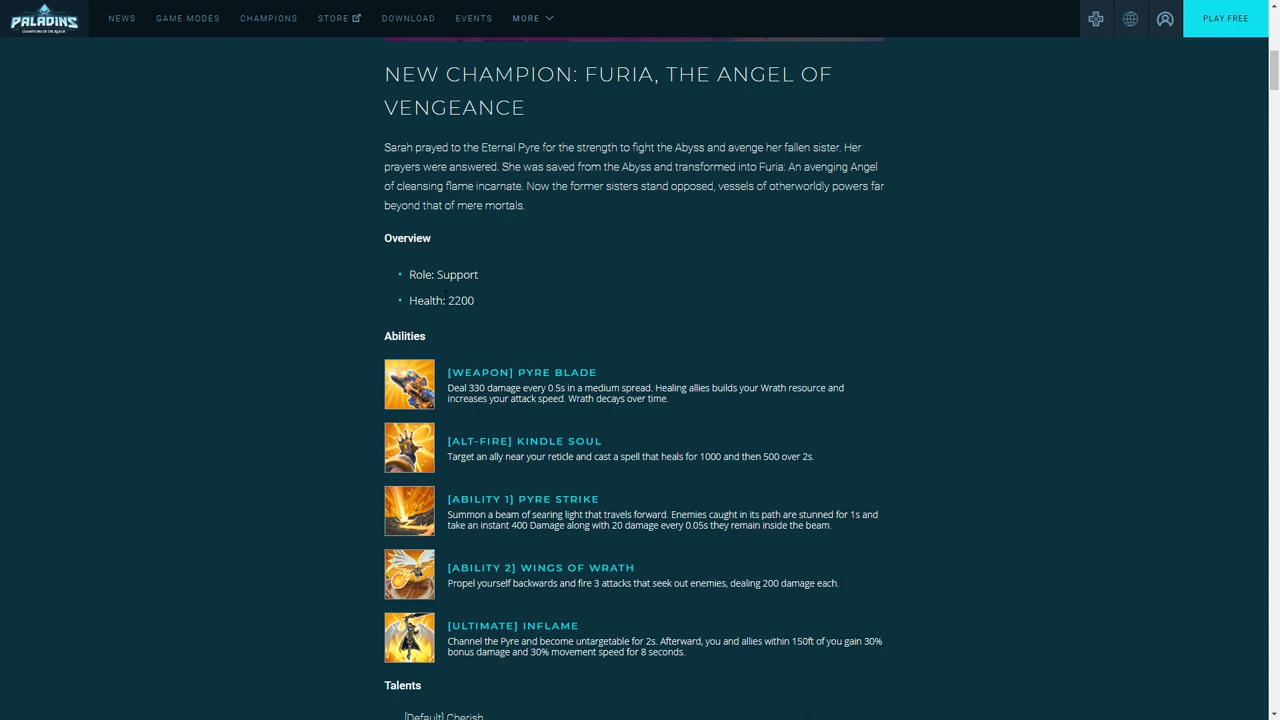 PALADINS
CHAMPIONS OF THE REALM
NEWS GAME MODES CHAMPIONS STORE DOWNLOAD EVENTS MORE PLAY FREE
NEW CHAMPION: FURIA, THE ANGEL OF
VENGEANCE
Sarah prayed to the Eternal Pyre for the strength to fight the Abyss and avenge her fallen sister. Her
prayers were answered. She was saved from the Abyss and transformed into Furia: An avenging Angel
of cleansing flame incarnate. Now the former sisters stand opposed, vessels of otherworldly powers far
beyond that of mere mortals.
Overview
• Role: Support
• Health: 2200
Abilities
[WEAPON] PYRE BLADE
Deal 330 damage every 0.5s in a medium spread. Healing allies builds your Wrath resource and
increases your attack speed. Wrath decays over time.
[ALT-FIRE] KINDLE SOUL
Target an ally near your reticle and cast a spell that heals for 1000 and then 500 over 2s.
[ABILITY 1] PYRE STRIKE
Summon a beam of searing light that travels forward. Enemies caught in its path are stunned for 1s and
take an instant 400 Damage along with 20 damage every 0.05s they remain inside the beam.
[ABILITY 2] WINGS OF WRATH
Propel yourself backwards and fire 3 attacks that seek out enemies, dealing 200 damage each.
[ULTIMATE] INFLAME
Channel the Pyre and become untargetable for 2s. Afterward, you and allies within 150ft of you gain 30%
bonus damage and 30% movement speed for 8 seconds.
Talents
[Default] Cherish